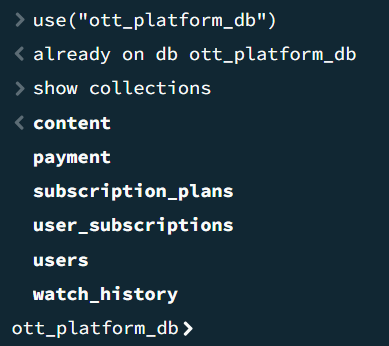 > use("ott_platform_db")
< already on db ott_platform_db
> show collections
< content
payment
subscription_plans
user_subscriptions
users
watch_history
ott_platform_db>